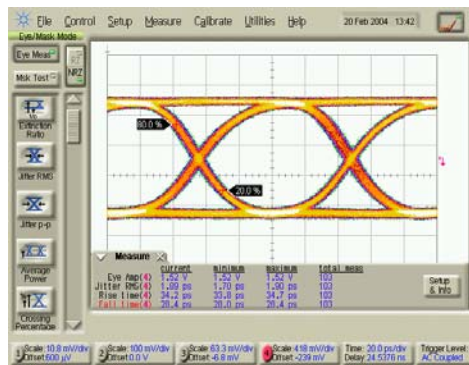 File Control Setup Measure Calibrate Utilities Help 20 Feb 2004 13:42
Eye/Mask Mode
Eye Meas
Msk Test
RZ
NRZ
Extinction
Ratio
Jitter RMS
Jitter p-p
Average
Power
Crossing
Percentage
80.0 %
20.0 %
Measure
current minimum maximum total meas
Eye Amp(4) 1.52 V 1.52 V 1.52 V 103
Jitter RMS(4) 1.70 ps 1.90 ps 103
Rise time(4) 34.2 ps 33.8 ps 34.7 ps 103
Fall time(4) 28.4 ps 28.0 ps 28.4 ps 103
Setup
& Info
1 Scale: 10.8 mV/div
Offset: 600 µV
2 Scale: 100 mV/div
Offset: 0.0 V
3 Scale: 63.3 mV/div
Offset: -6.8 mV
4 Scale: 418 mV/div
Offset: -239 mV
Time: 20.0 ps/div
Delay: 24.5376 ns
Trigger Level:
AC Coupled